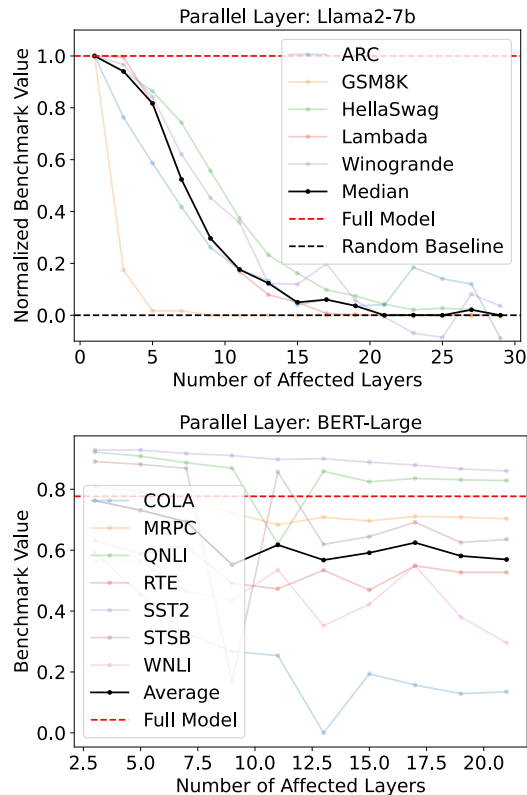 Parallel Layer: Llama2-7b
Normalized Benchmark Value
1.0
0.8
0.6
0.4
0.2
0.0
ARC
GSM8K
HellaSwag
Lambada
Winogrande
Median
Full Model
Random Baseline
0
5
10
15
20
25
30
Number of Affected Layers
Parallel Layer: BERT-Large
Benchmark Value
0.8
0.6
0.4
0.2
0.0
COLA
MRPC
QNLI
RTE
SST2
STSB
WNLI
Average
Full Model
2.5
5.0
7.5
10.0
12.5
15.0
17.5
20.0
Number of Affected Layers